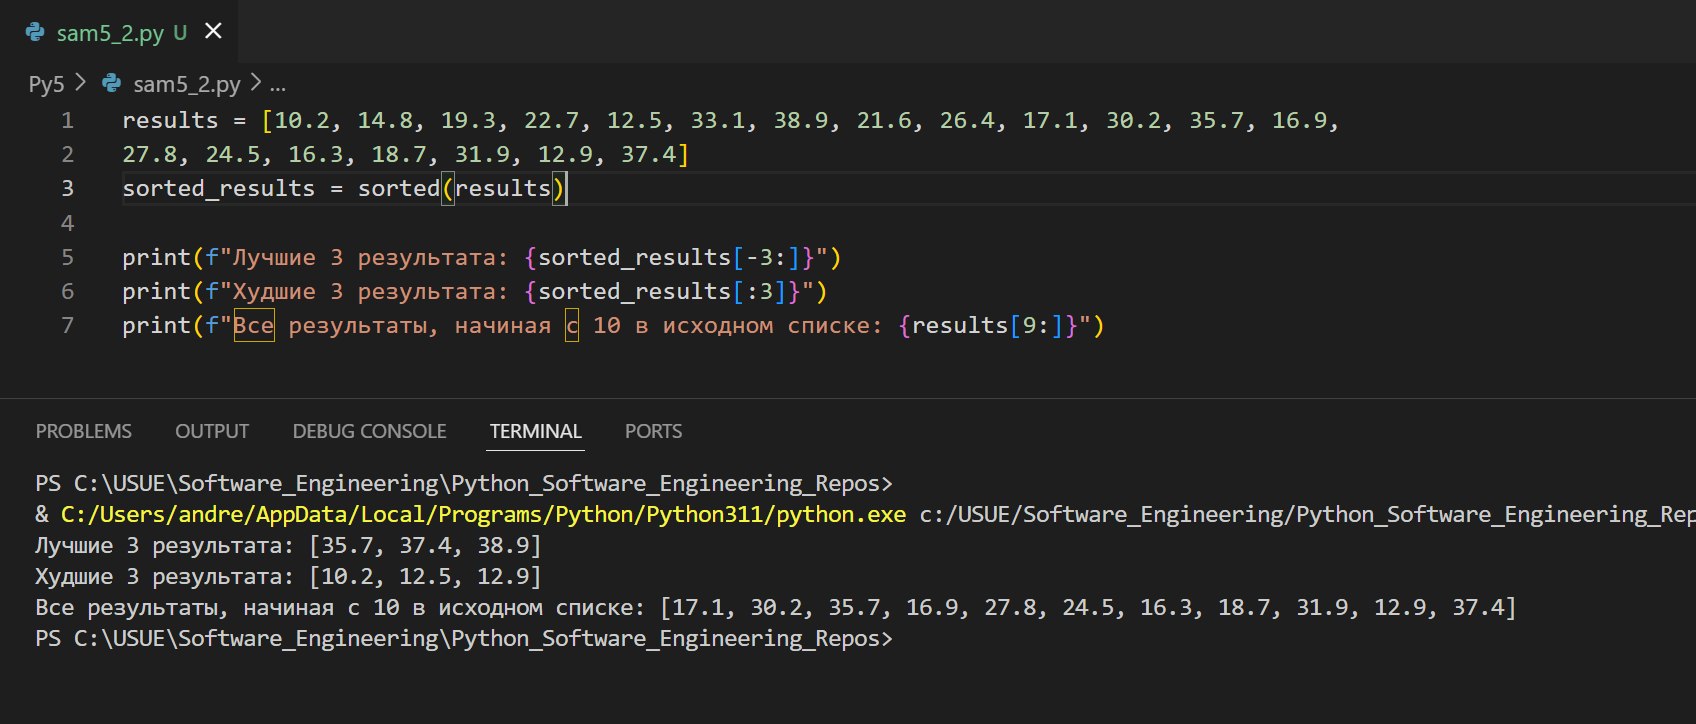 sam5_2.py U
Py5 > sam5_2.py > ...
1 results = [10.2, 14.8, 19.3, 22.7, 12.5, 33.1, 38.9, 21.6, 26.4, 17.1, 30.2, 35.7, 16.9,
2 27.8, 24.5, 16.3, 18.7, 31.9, 12.9, 37.4]
3 sorted_results = sorted(results)
4
5 print(f"Лучшие 3 результата: {sorted_results[-3:]}")
6 print(f"Худшие 3 результата: {sorted_results[:3]}")
7 print(f"Все результаты, начиная с 10 в исходном списке: {results[9:]}")
PROBLEMS OUTPUT DEBUG CONSOLE TERMINAL PORTS
PS C:\USUE\Software_Engineering\Python_Software_Engineering_Repos>
& C:/Users/andre/AppData/Local/Programs/Python/Python311/python.exe c:/USUE/Software_Engineering/Python_Software_Engineering_Rep
Лучшие 3 результата: [35.7, 37.4, 38.9]
Худшие 3 результата: [10.2, 12.5, 12.9]
Все результаты, начиная с 10 в исходном списке: [17.1, 30.2, 35.7, 16.9, 27.8, 24.5, 16.3, 18.7, 31.9, 12.9, 37.4]
PS C:\USUE\Software_Engineering\Python_Software_Engineering_Repos>